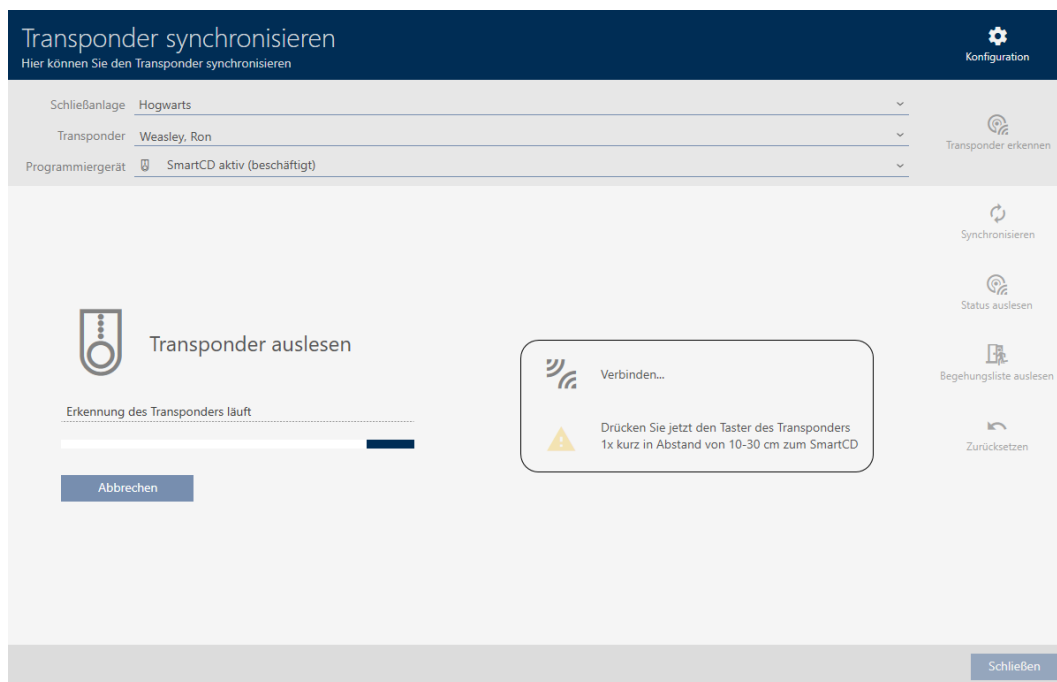 Transponder synchronisieren
Hier können Sie den Transponder synchronisieren
Konfiguration
Schließanlage Hogwarts
Transponder Weasley, Ron
Programmiergerät SmartCD aktiv (beschäftigt)
Transponder erkennen
Synchronisieren
Status auslesen
Begehungsliste auslesen
Zurücksetzen
Transponder auslesen
Erkennung des Transponders läuft
Abbrechen
Verbinden...
Drücken Sie jetzt den Taster des Transponders
1x kurz in Abstand von 10-30 cm zum SmartCD
Schließen